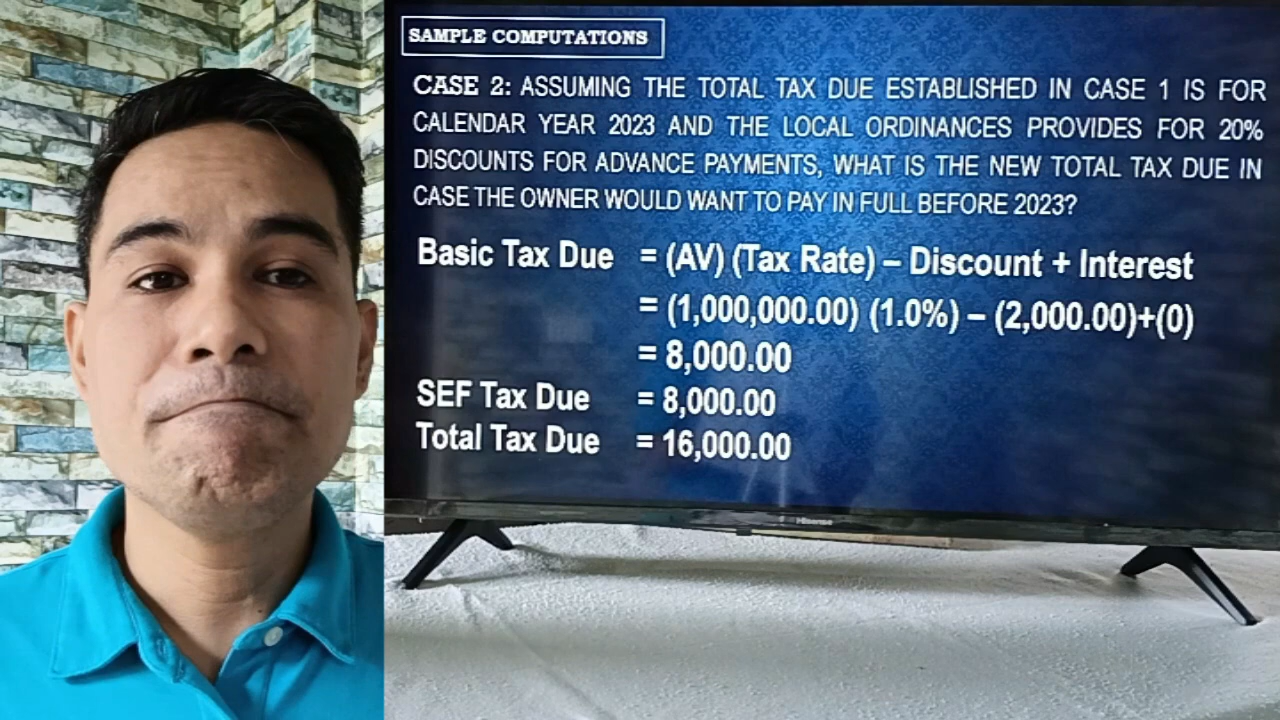 SAMPLE COMPUTATIONS
CASE 2: ASSUMING THE TOTAL TAX DUE ESTABLISHED IN CASE 1 IS FOR
CALENDAR YEAR 2023 AND THE LOCAL ORDINANCES PROVIDES FOR 20%
DISCOUNTS FOR ADVANCE PAYMENTS, WHAT IS THE NEW TOTAL TAX DUE IN
CASE THE OWNER WOULD WANT TO PAY IN FULL BEFORE 2023?
Basic Tax Due = (AV) (Tax Rate) – Discount + Interest
= (1,000,000.00) (1.0%) – (2,000.00)+(0)
= 8,000.00
SEF Tax Due = 8,000.00
Total Tax Due = 16,000.00
Hisense